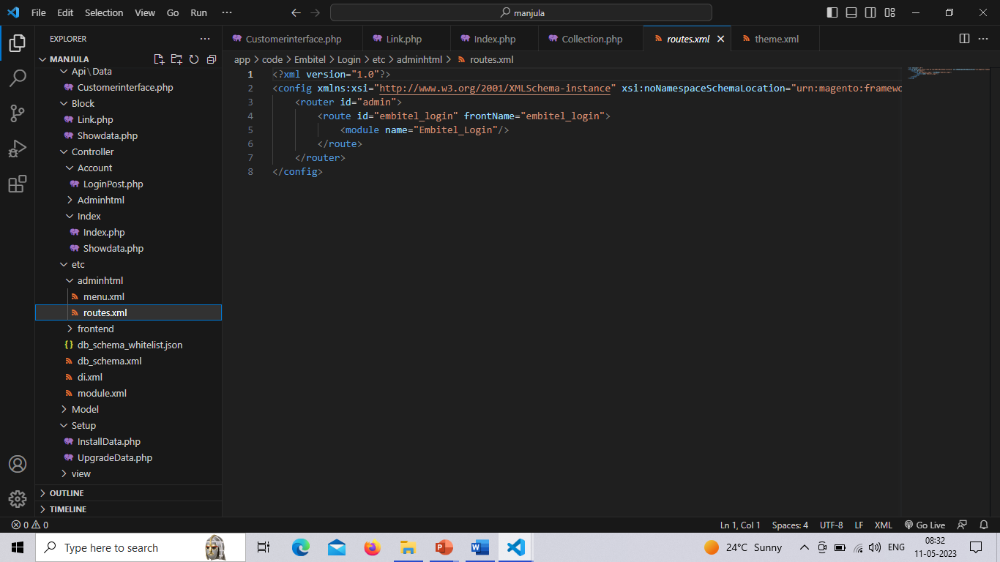 File Edit Selection View Go Run ···
manjula
EXPLORER ···
MANJULA
Api\Data
Customerinterface.php
Block
Link.php
Showdata.php
Controller
Account
LoginPost.php
Adminhtml
Index
Index.php
Showdata.php
etc
adminhtml
menu.xml
routes.xml
frontend
db_schema_whitelist.json
db_schema.xml
di.xml
module.xml
Model
Setup
InstallData.php
UpgradeData.php
view
OUTLINE
TIMELINE
Customerinterface.php Link.php Index.php Collection.php routes.xml theme.xml
app > code > Embitel > Login > etc > adminhtml > routes.xml
1 <?xml version="1.0"?>
2 <config xmlns:xsi="http://www.w3.org/2001/XMLSchema-instance" xsi:noNamespaceSchemaLocation="urn:magento:framewo
3 <router id="admin">
4 <route id="embitel_login" frontName="embitel_login">
5 <module name="Embitel_Login"/>
6 </route>
7 </router>
8 </config>
0 0 Ln 1, Col 1 Spaces: 4 UTF-8 LF XML Go Live
Type here to search 24°C Sunny ENG 08:32
11-05-2023